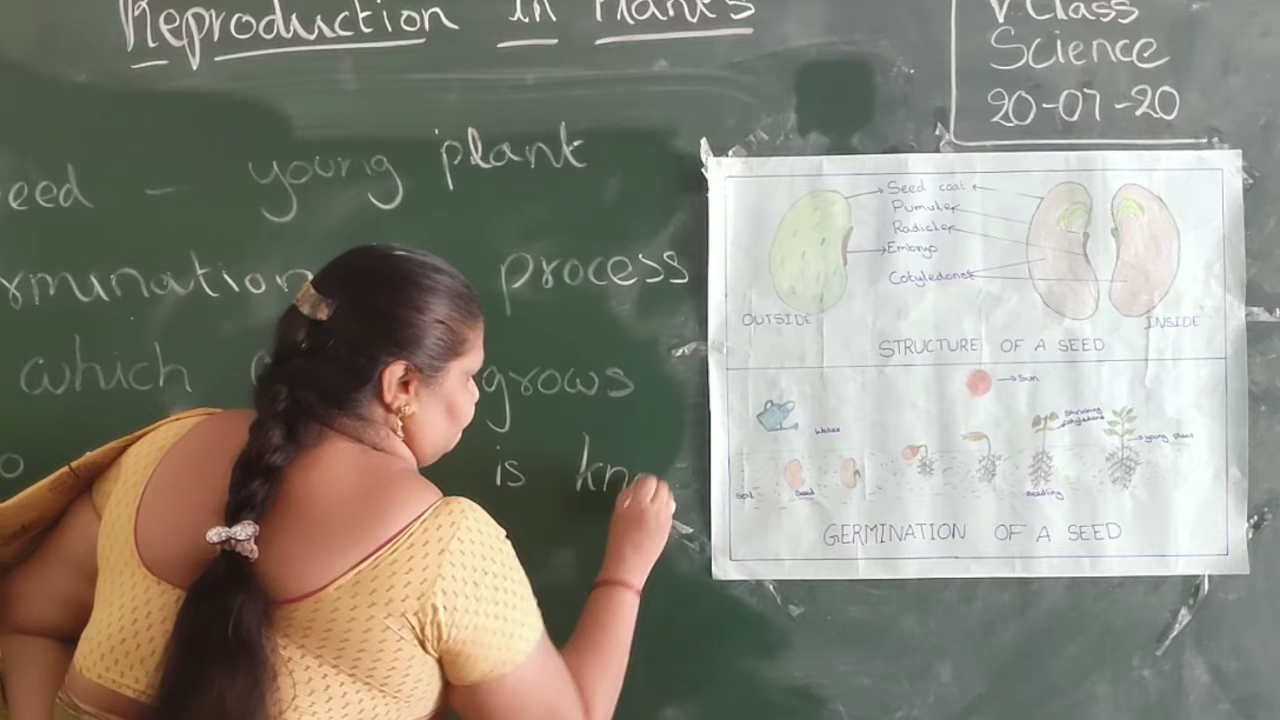 Reproduction in Plants
V Class
Science
20-07-20
eed – young plant
rmination process
which grows
is kn
Seed coat
Pumule
Radicle
Embryo
Cotyledons
OUTSIDE
INSIDE
STRUCTURE OF A SEED
Sun
Water
Shrinking
cotyledons
young plant
Soil
Seed
Seedling
GERMINATION OF A SEED